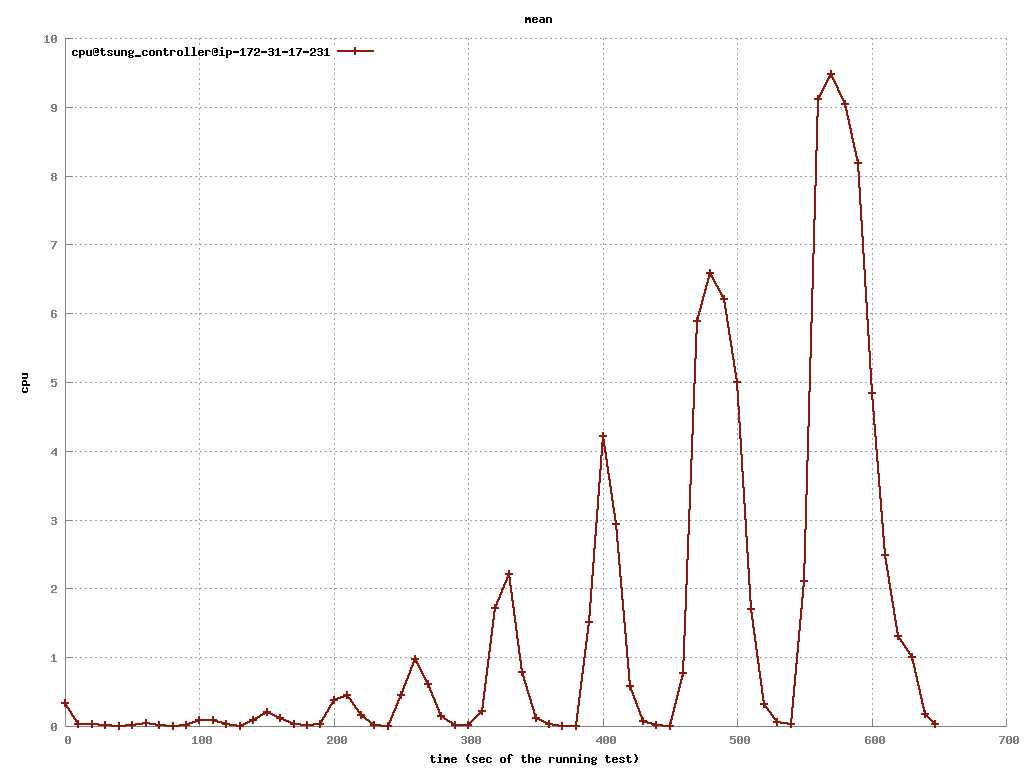 mean
10
cpu@tsung_controller@ip-172-31-17-231
9
8
7
6
cpu
5
4
3
2
1
0
0 100 200 300 400 500 600 700
time (sec of the running test)